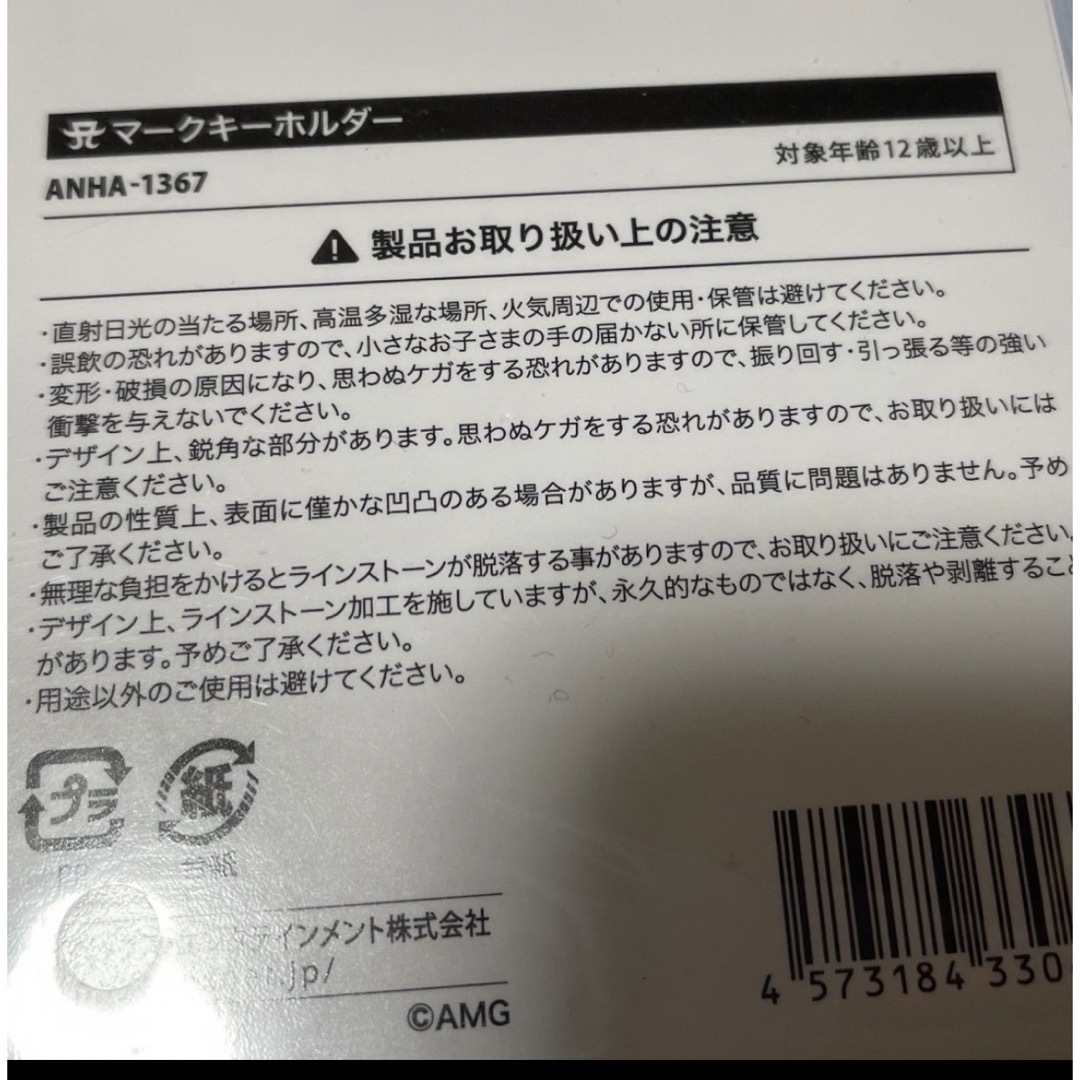 マークキーホルダー
ANHA-1367
対象年齢12歳以上
製品お取り扱い上の注意
・直射日光の当たる場所、高温多湿な場所、火気周辺での使用・保管は避けてください。
・誤飲の恐れがありますので、小さなお子さまの手の届かない所に保管してください。
・変形・破損の原因になり、思わぬケガをする恐れがありますので、振り回す・引っ張る等の強い
衝撃を与えないでください。
・デザイン上、鋭角な部分があります。思わぬケガをする恐れがありますので、お取り扱いには
ご注意ください。
・製品の性質上、表面に僅かな凹凸のある場合がありますが、品質に問題はありません。予め
ご了承ください。
・無理な負担をかけるとラインストーンが脱落する事がありますので、お取り扱いにご注意ください。
・デザイン上、ラインストーン加工を施していますが、永久的なものではなく、脱落や剥離すること
があります。予めご了承ください。
・用途以外のご使用は避けてください。
プラ
紙
PP
テインメント株式会社
.jp/
©AMG
4 573184 330